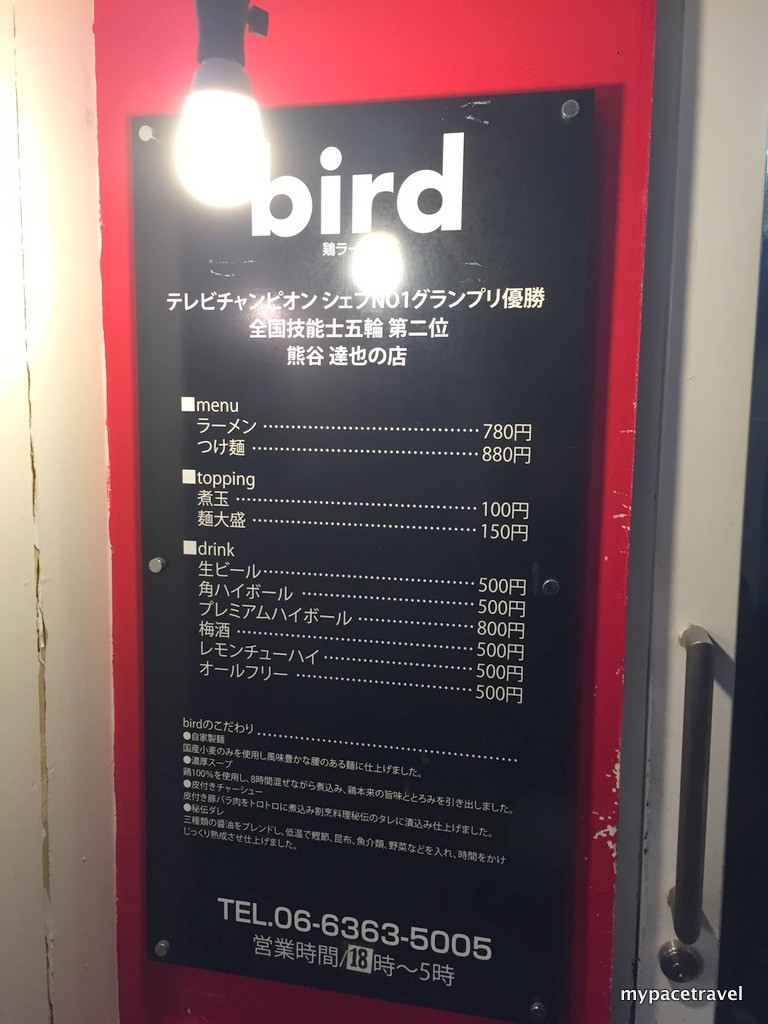 bird
鶏ラー
テレビチャンピオン シェフNO1グランプリ優勝
全国技能士五輪 第二位
熊谷 達也の店
■menu
ラーメン 780円
つけ麺 880円
■topping
煮玉 100円
麺大盛 150円
■drink
生ビール 500円
角ハイボール 500円
プレミアムハイボール 800円
梅酒 500円
レモンチューハイ 500円
オールフリー 500円
birdのこだわり
●自家製麺
国産小麦のみを使用し風味豊かな腰のある麺に仕上げました。
●濃厚スープ
鶏100%を使用し、8時間混ぜながら煮込み、鶏本来の旨味ととろみを引き出しました。
●皮付きチャーシュー
皮付き豚バラ肉をトロトロに煮込み割烹料理秘伝のタレに漬込み仕上げました。
●秘伝ダレ
三種類の醤油をブレンドし、低温で鰹節、昆布、魚介類、野菜などを入れ、時間をかけ
じっくり熟成させ仕上げました。
TEL.06-6363-5005
営業時間/18時〜5時
mypacetravel